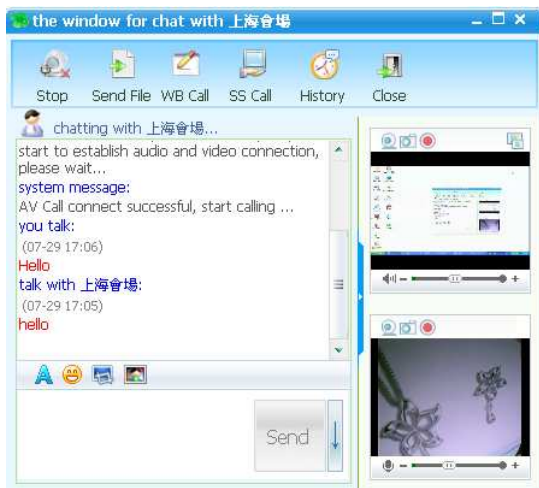 the window for chat with 上海會場
Stop Send File WB Call SS Call History Close
chatting with 上海會場...
start to establish audio and video connection,
please wait...
system message:
AV Call connect successful, start calling ...
you talk:
(07-29 17:06)
Hello
talk with 上海會場:
(07-29 17:05)
hello
Send